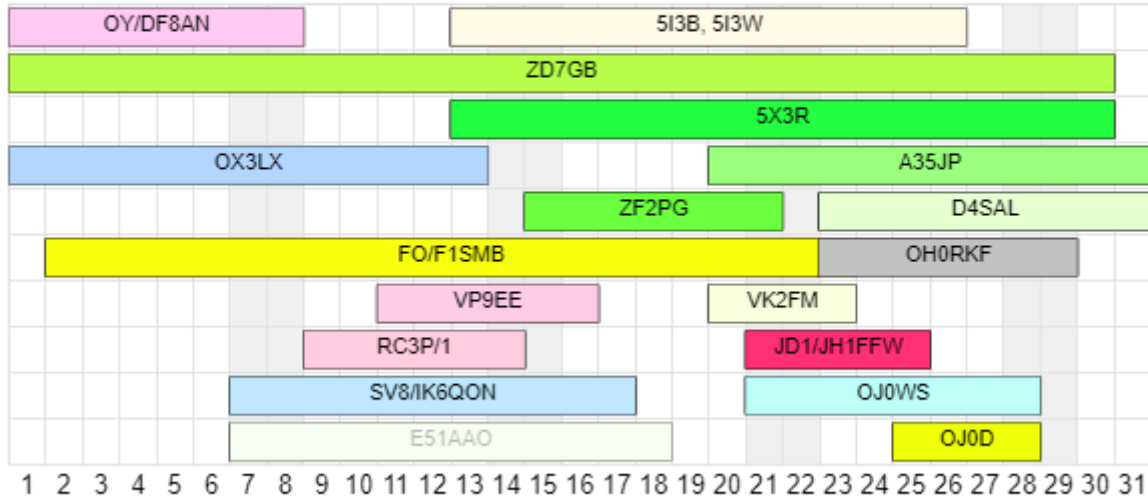 OY/DF8AN 5I3B, 5I3W
ZD7GB
5X3R
OX3LX A35JP
ZF2PG D4SAL
FO/F1SMB OH0RKF
VP9EE VK2FM
RC3P/1 JD1/JH1FFW
SV8/IK6QON OJ0WS
E51AAO OJ0D
1 2 3 4 5 6 7 8 9 10 11 12 13 14 15 16 17 18 19 20 21 22 23 24 25 26 27 28 29 30 31